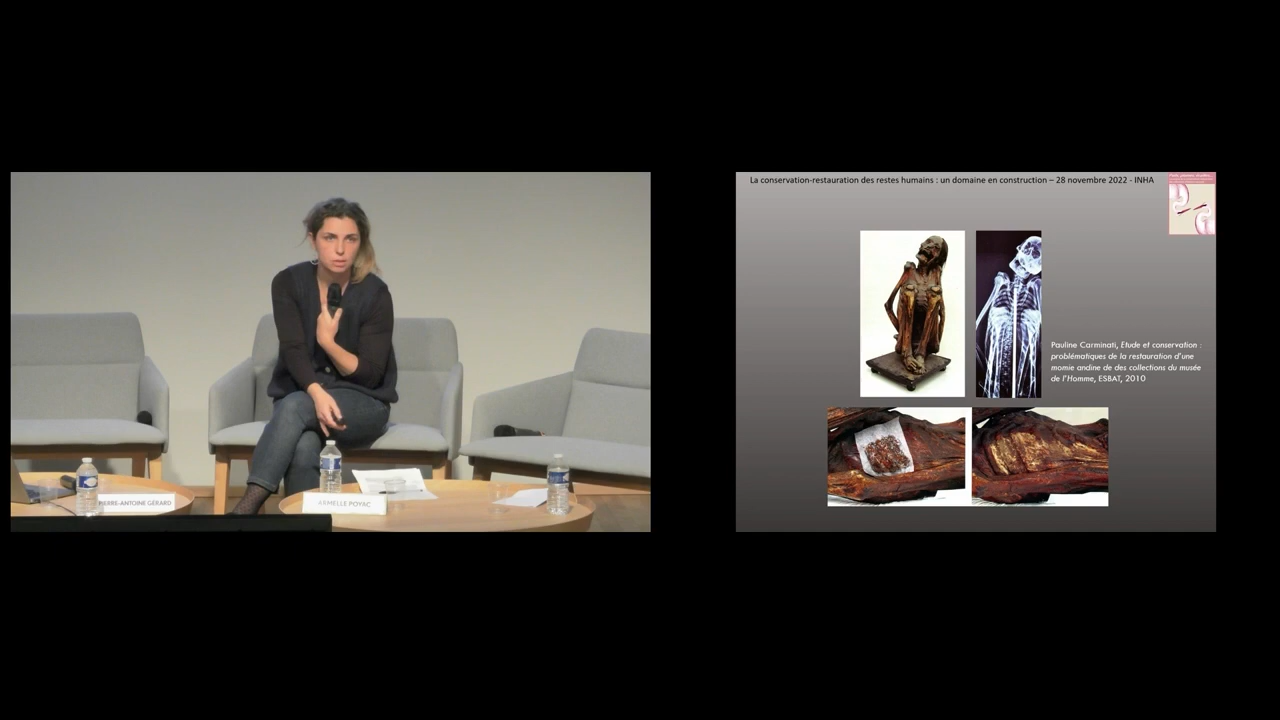 La conservation-restauration des restes humains : un domaine en construction – 28 novembre 2022 - INHA
Pauline Carminati, Etude et conservation :
problématiques de la restauration d'une
momie andine de des collections du musée
de l'Homme, ESBAT, 2010
PIERRE-ANTOINE GÉRARD
ARMELLE POYAC